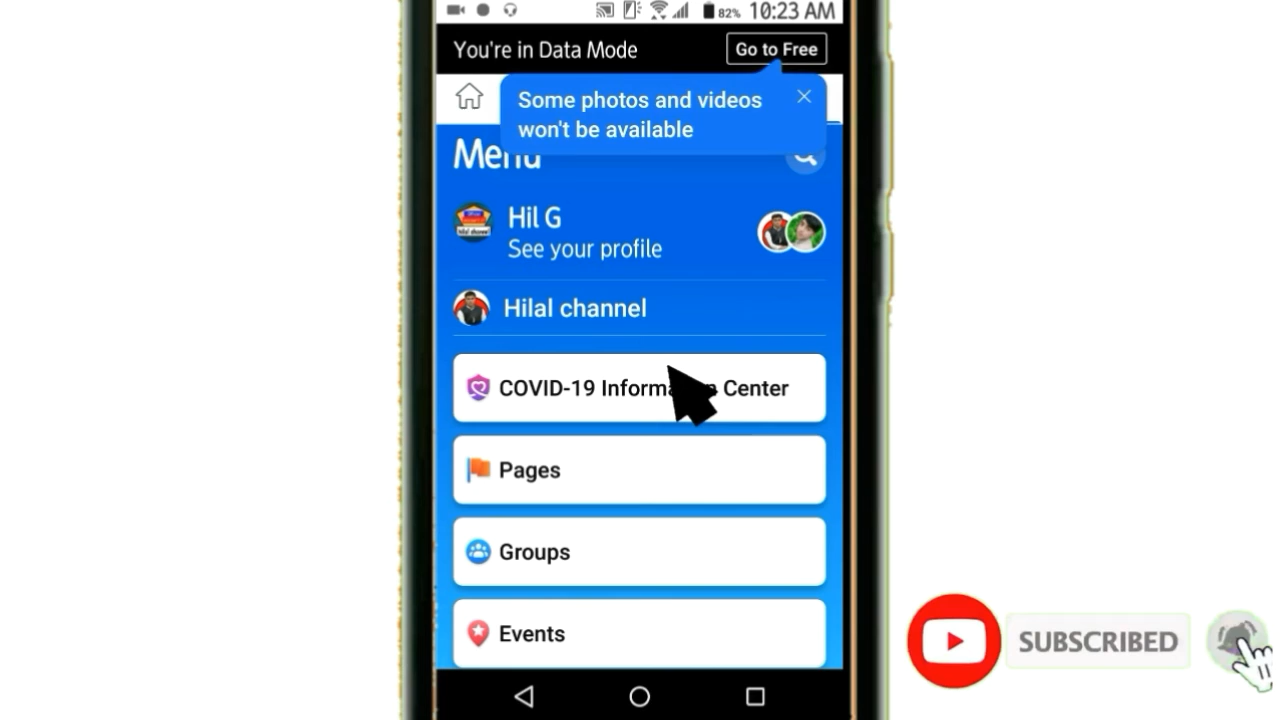 82% 10:23 AM
You're in Data Mode
Go to Free
Some photos and videos
won't be available
Menu
Hil G
See your profile
Hilal channel
COVID-19 Information Center
Pages
Groups
Events
SUBSCRIBED